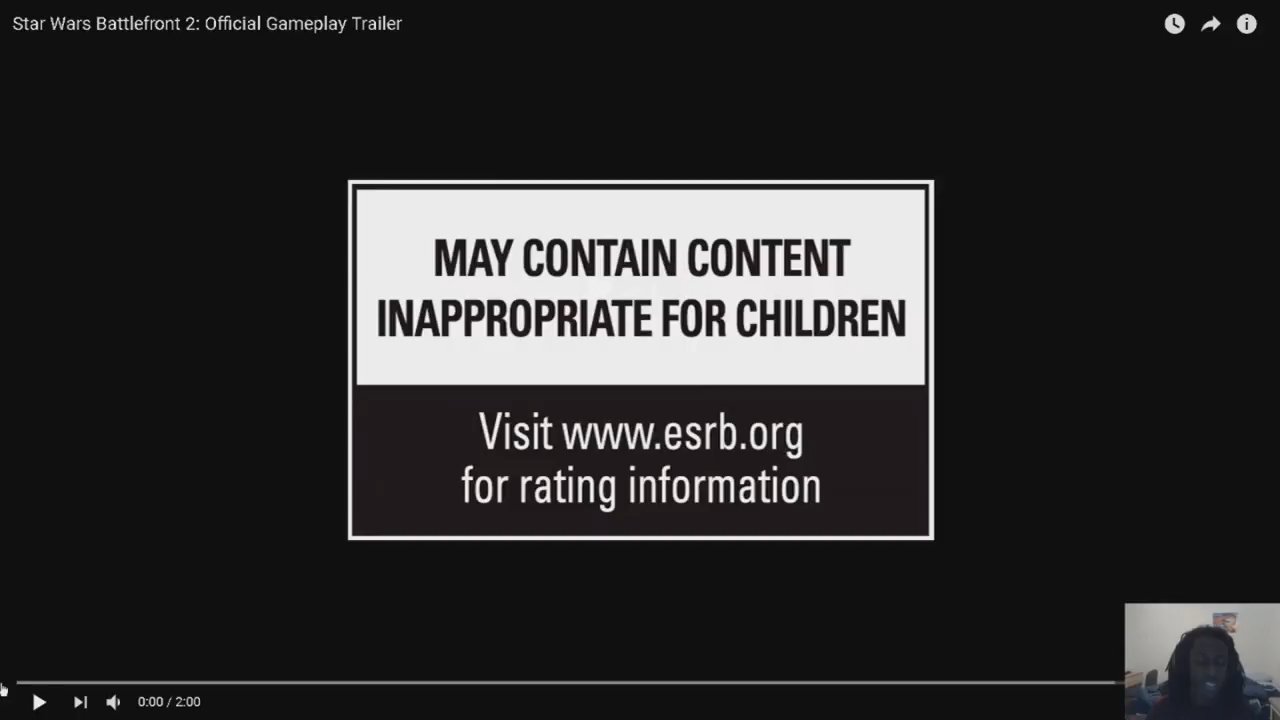 Star Wars Battlefront 2: Official Gameplay Trailer
MAY CONTAIN CONTENT
INAPPROPRIATE FOR CHILDREN
Visit www.esrb.org
for rating information
0:00 / 2:00